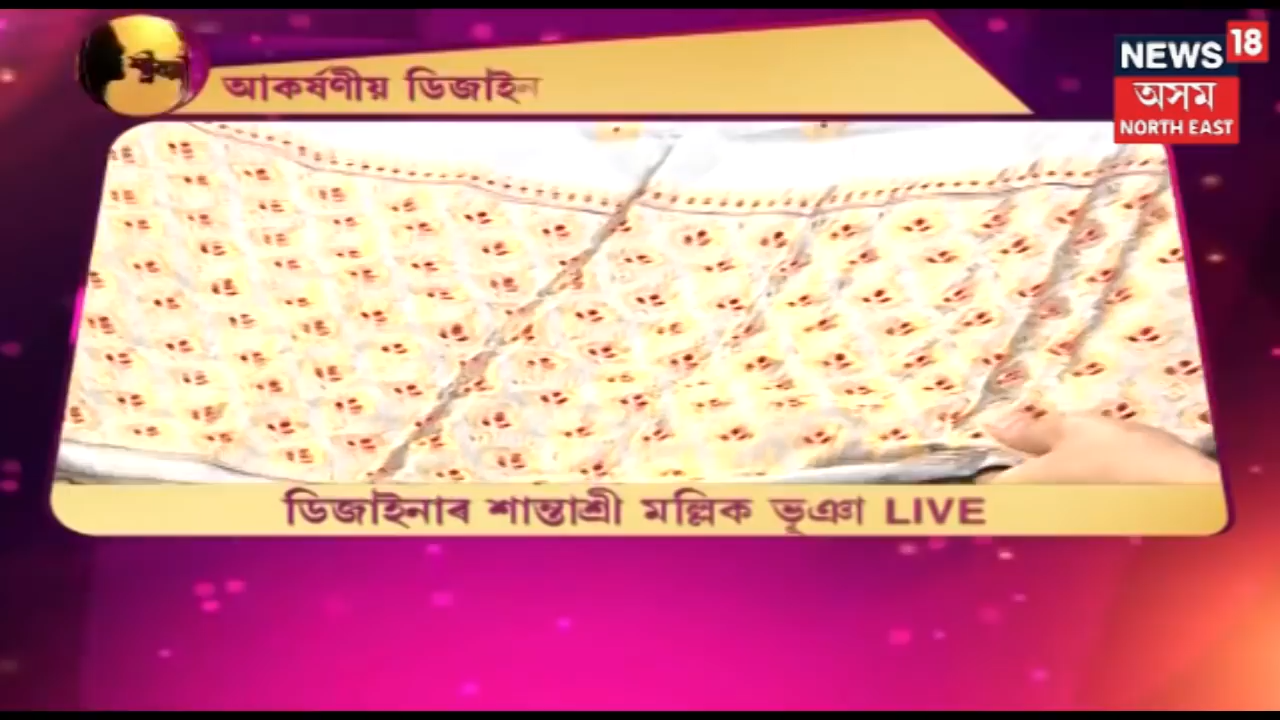 আকৰ্ষণীয় ডিজাইন
NEWS 18
অসম
NORTH EAST
ডিজাইনাৰ শান্তাশ্ৰী মল্লিক ভূঞা LIVE